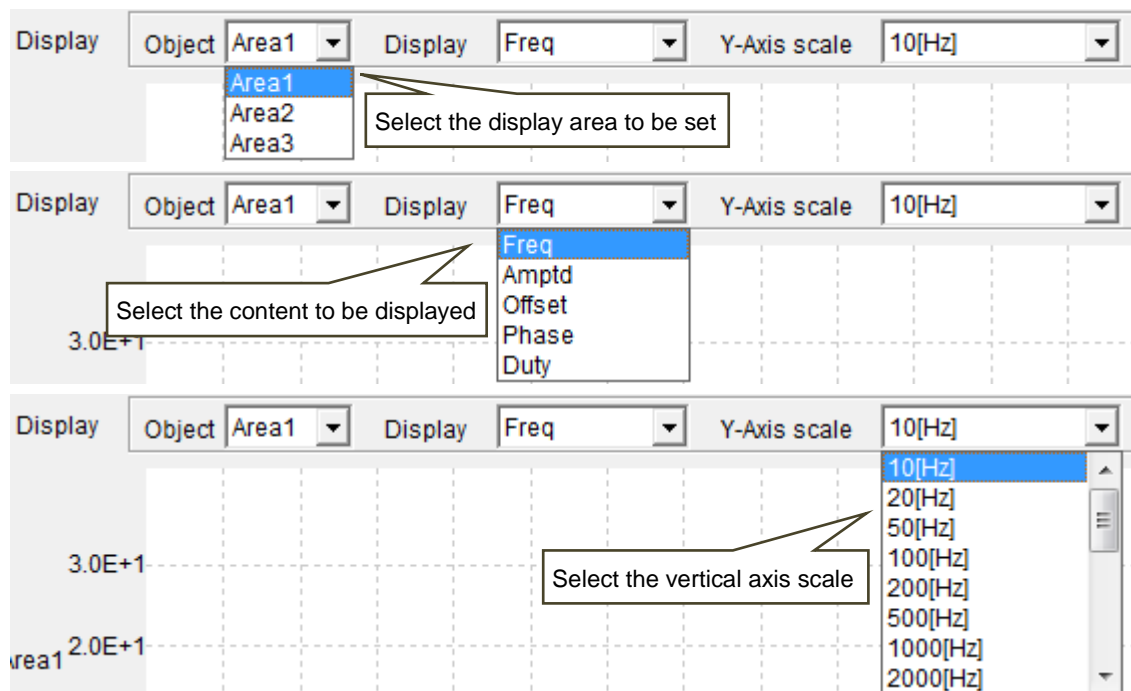 Display Object Area1 Display Freq Y-Axis scale 10[Hz]
Area1
Area2
Area3
Select the display area to be set
Display Object Area1 Display Freq Y-Axis scale 10[Hz]
Freq
Amptd
Offset
Phase
Duty
Select the content to be displayed
3.0E+1
Display Object Area1 Display Freq Y-Axis scale 10[Hz]
10[Hz]
20[Hz]
50[Hz]
100[Hz]
200[Hz]
500[Hz]
1000[Hz]
2000[Hz]
Select the vertical axis scale
3.0E+1
2.0E+1
rea1